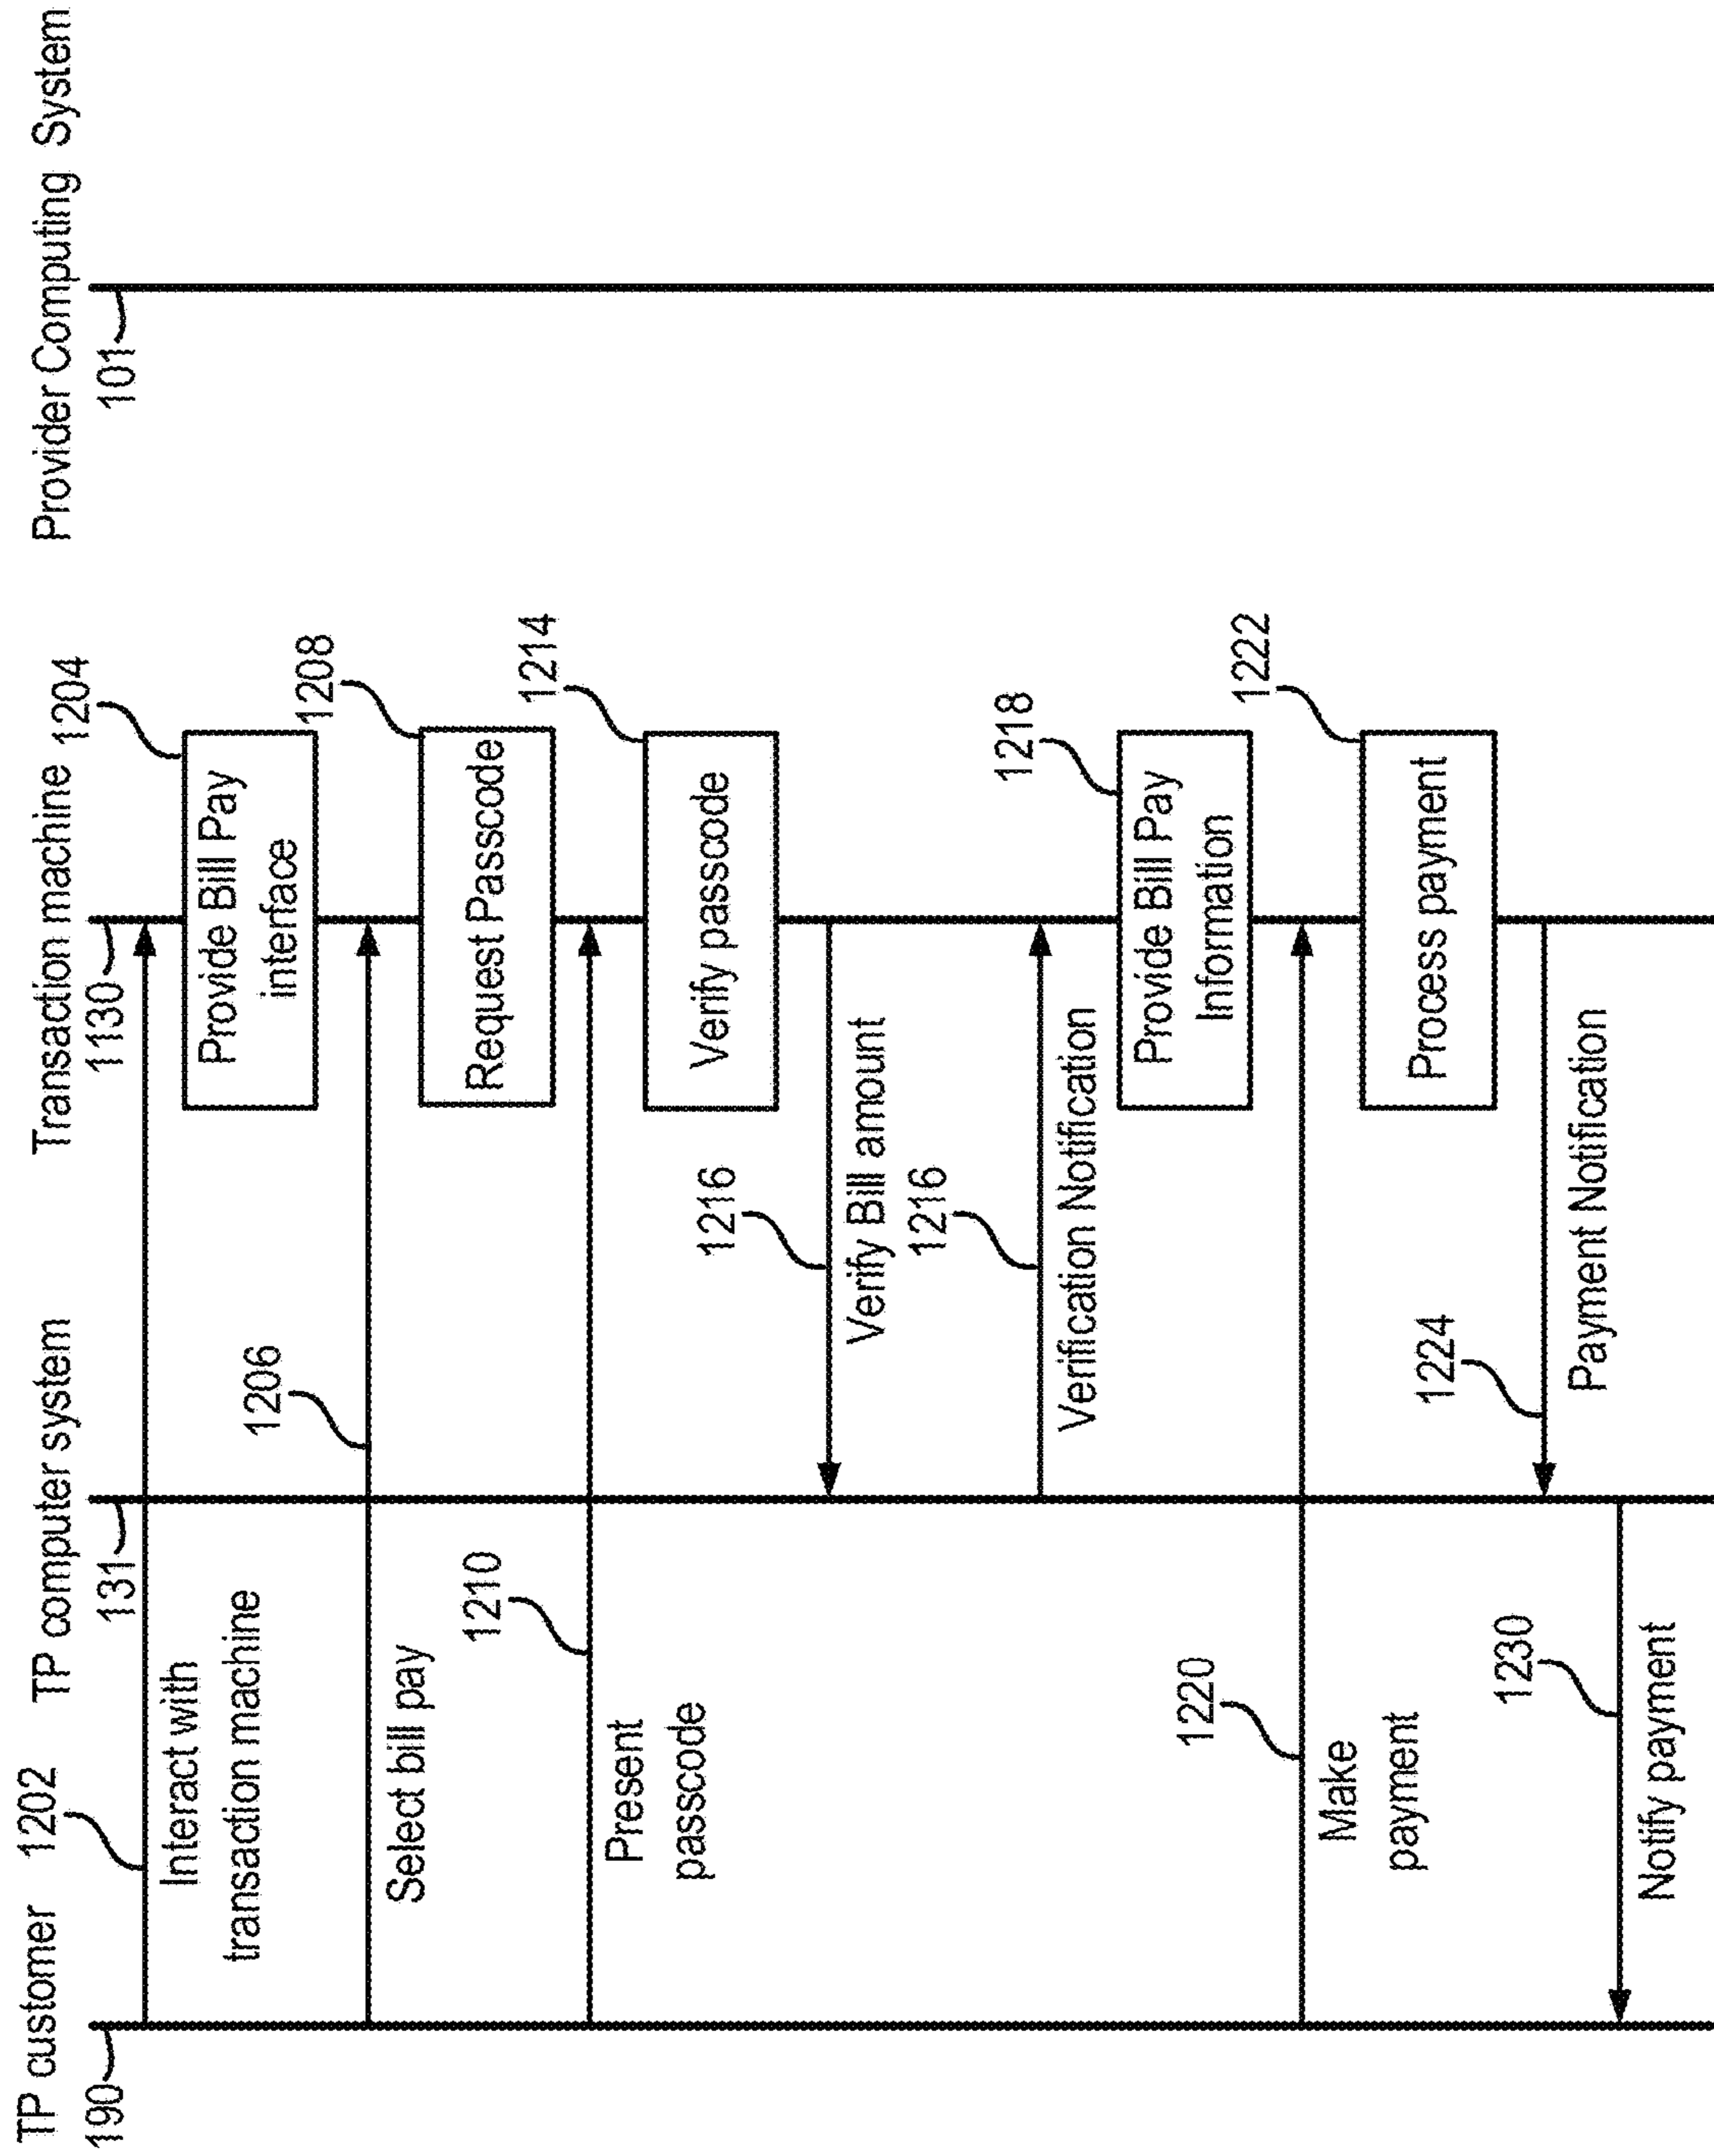 TP customer
190
1202
Interact with
transaction machine
TP computer system
131
Transaction machine
1130
1204
Provide Bill Pay
interface
Provider Computing System
101
1206
Select bill pay
1208
Request Passcode
1210
Present
passcode
1214
Verify passcode
1216
Verify Bill amount
1216
Verification Notification
1218
Provide Bill Pay
Information
1220
Make
payment
1222
Process payment
1224
Payment Notification
1230
Notify payment